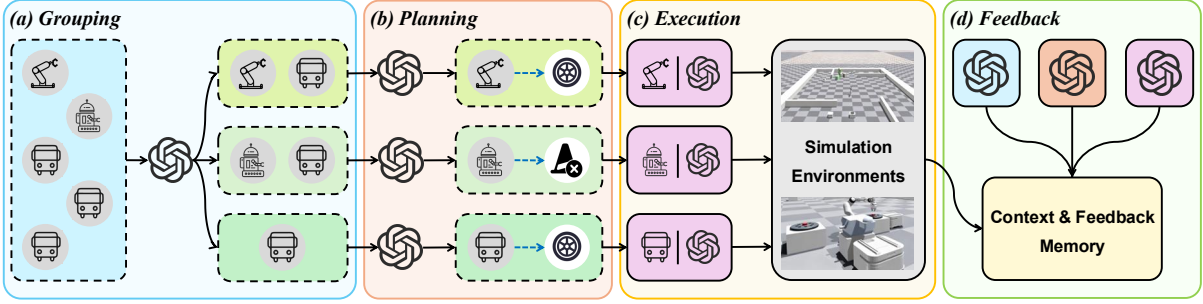 (a) Grouping
(b) Planning
(c) Execution
Simulation
Environments
(d) Feedback
Context & Feedback
Memory